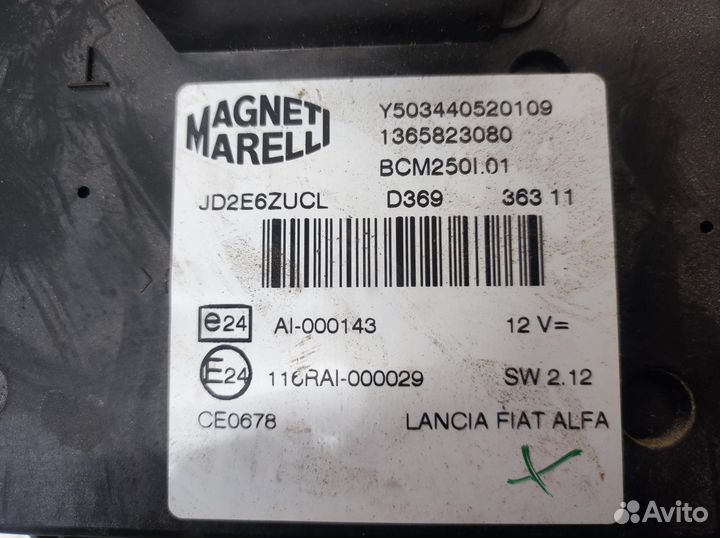 MAGNETI MARELLI
Y503440520109
1365823080
BCM250I.01
JD2E6ZUCL D369 363 11
e24 AI-000143 12 V=
E24 116RAI-000029 SW 2.12
CE0678 LANCIA FIAT ALFA
Avito